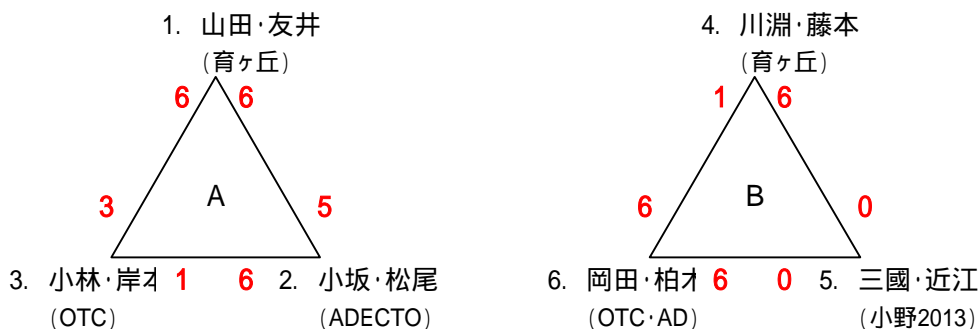 1. 山田・友井
(育ヶ丘)
4. 川淵・藤本
(育ヶ丘)
6 6
1 6
A
B
3 5
6 0
3. 小林・岸本 1 6 2. 小坂・松尾
(OTC) (ADECTO)
6. 岡田・柏木 6 0 5. 三國・近江
(OTC・AD) (小野2013)